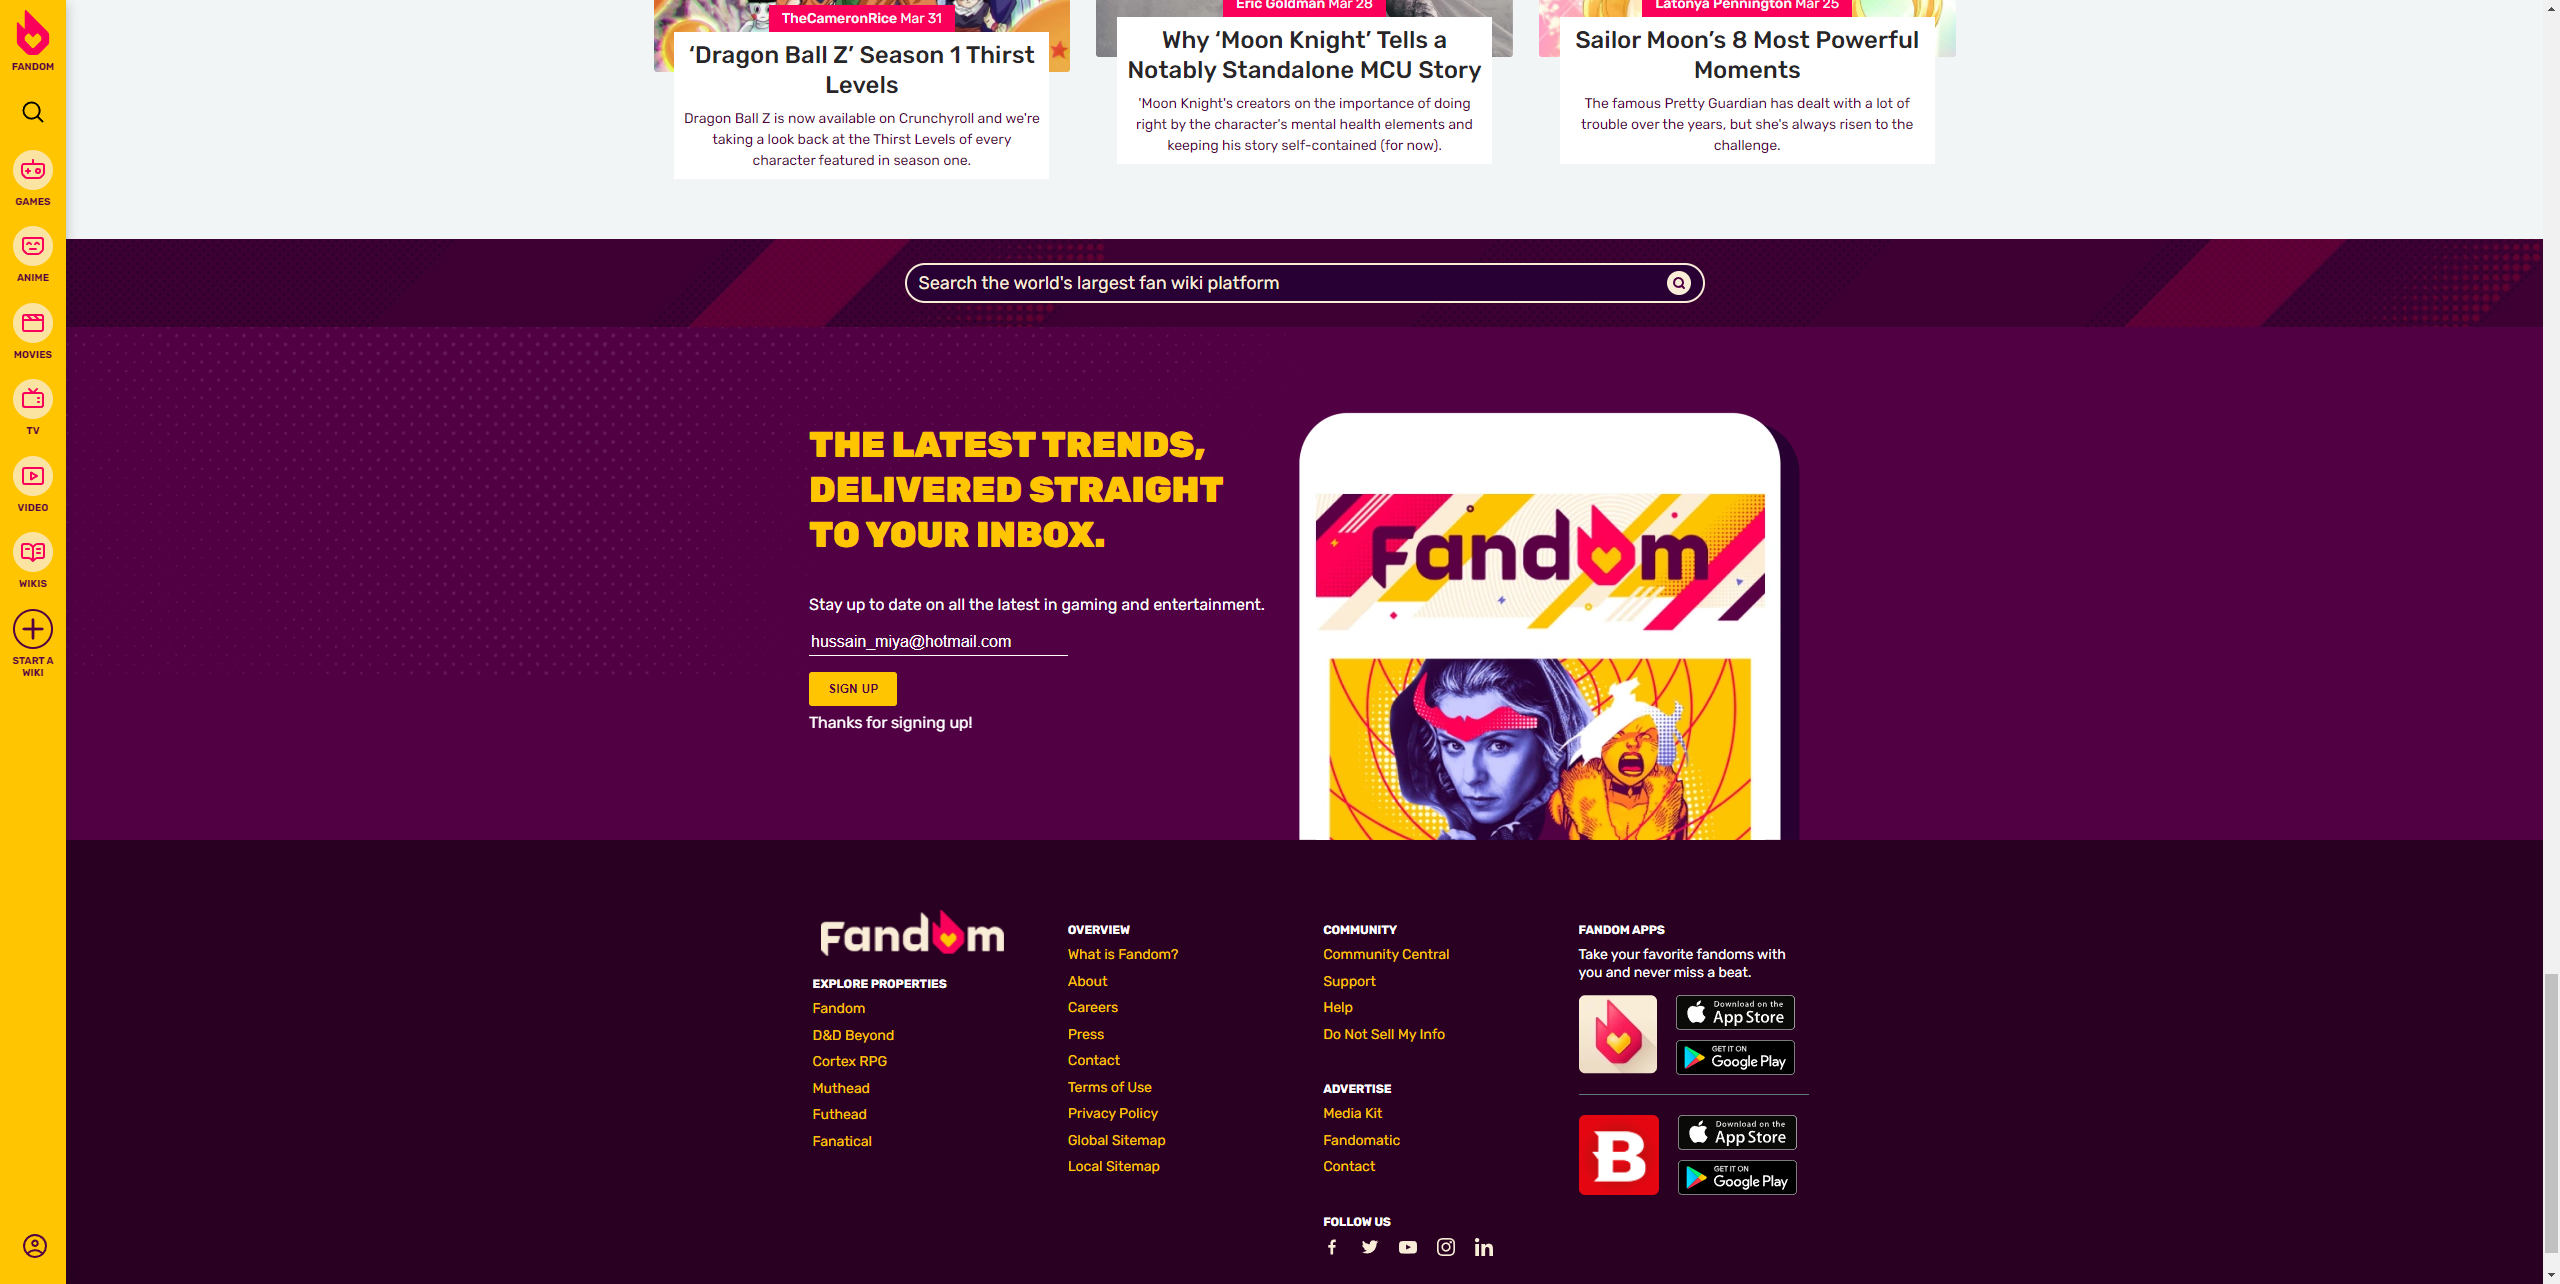 FANDOM
GAMES
ANIME
MOVIES
TV
VIDEO
WIKIS
START A
WIKI
TheCameronRice Mar 31
‘Dragon Ball Z’ Season 1 Thirst
Levels
Dragon Ball Z is now available on Crunchyroll and we're
taking a look back at the Thirst Levels of every
character featured in season one.
Eric Goldman Mar 28
Why ‘Moon Knight’ Tells a
Notably Standalone MCU Story
'Moon Knight's creators on the importance of doing
right by the character's mental health elements and
keeping his story self-contained (for now).
Latonya Pennington Mar 25
Sailor Moon’s 8 Most Powerful
Moments
The famous Pretty Guardian has dealt with a lot of
trouble over the years, but she's always risen to the
challenge.
Search the world's largest fan wiki platform
THE LATEST TRENDS,
DELIVERED STRAIGHT
TO YOUR INBOX.
Stay up to date on all the latest in gaming and entertainment.
hussain_miya@hotmail.com
SIGN UP
Thanks for signing up!
Fandom
Fandom
EXPLORE PROPERTIES
Fandom
D&D Beyond
Cortex RPG
Muthead
Futhead
Fanatical
OVERVIEW
What is Fandom?
About
Careers
Press
Contact
Terms of Use
Privacy Policy
Global Sitemap
Local Sitemap
COMMUNITY
Community Central
Support
Help
Do Not Sell My Info
ADVERTISE
Media Kit
Fandomatic
Contact
FOLLOW US
FANDOM APPS
Take your favorite fandoms with
you and never miss a beat.
Download on the
App Store
GET IT ON
Google Play
B
Download on the
App Store
GET IT ON
Google Play